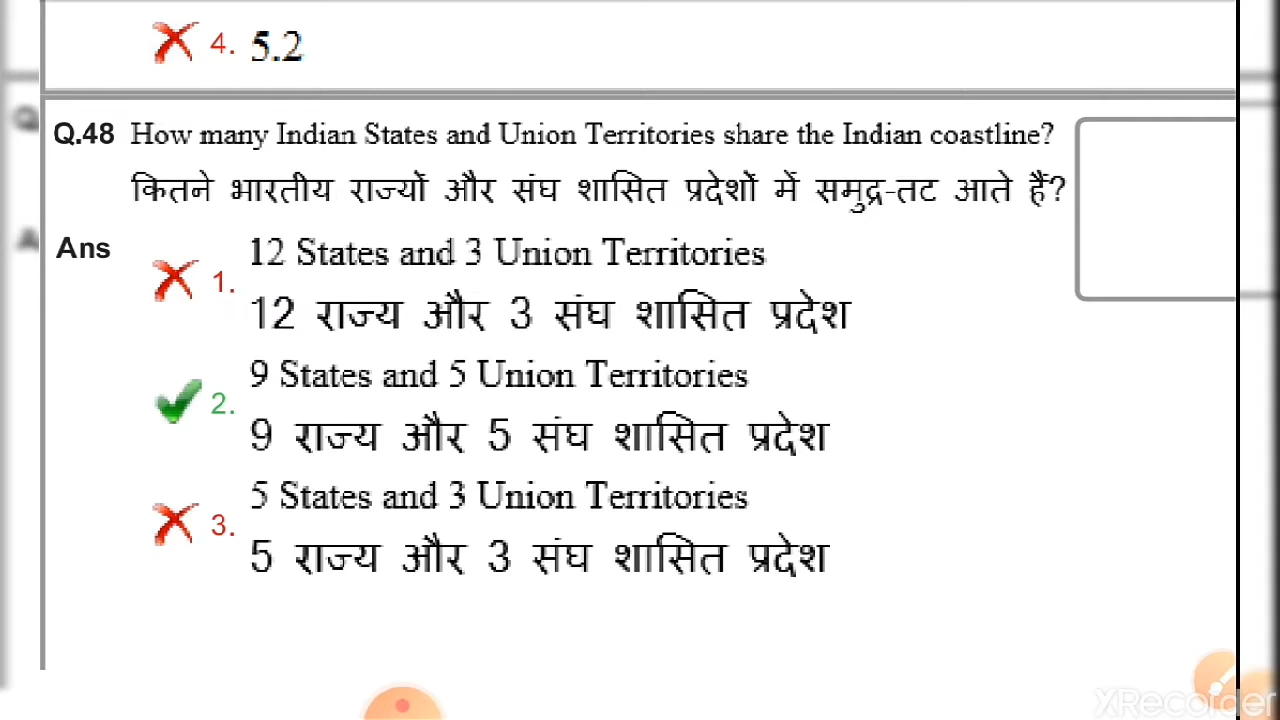 4. 5.2
Q.48 How many Indian States and Union Territories share the Indian coastline?
कितने भारतीय राज्यों और संघ शासित प्रदेशों में समुद्र-तट आते हैं?
Ans
12 States and 3 Union Territories
1.
12 राज्य और 3 संघ शासित प्रदेश
9 States and 5 Union Territories
2.
9 राज्य और 5 संघ शासित प्रदेश
5 States and 3 Union Territories
3.
5 राज्य और 3 संघ शासित प्रदेश
XRecorder